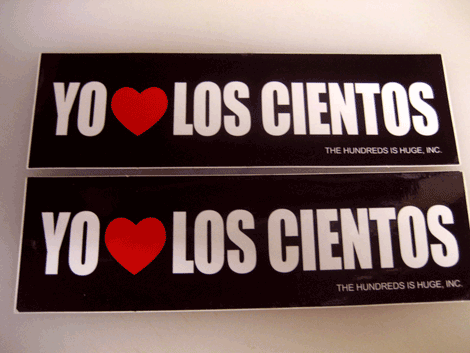 YO ❤ LOS CIENTOS
THE HUNDREDS IS HUGE, INC.
YO ❤ LOS CIENTOS
THE HUNDREDS IS HUGE, INC.